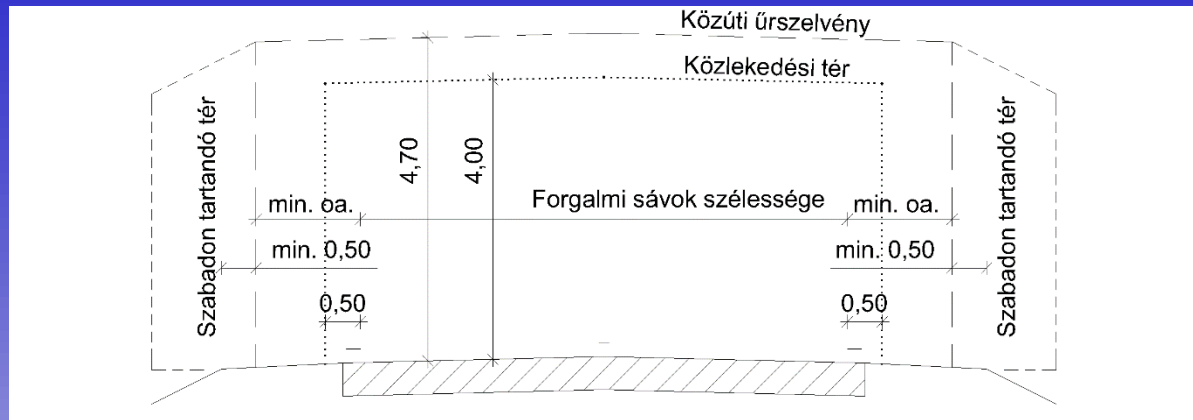 Közúti űrszelvény
Közlekedési tér
Szabadon tartandó tér
4,70
4,00
Szabadon tartandó tér
min. oa.
Forgalmi sávok szélessége
min. oa.
min. 0,50
min. 0,50
0,50
0,50